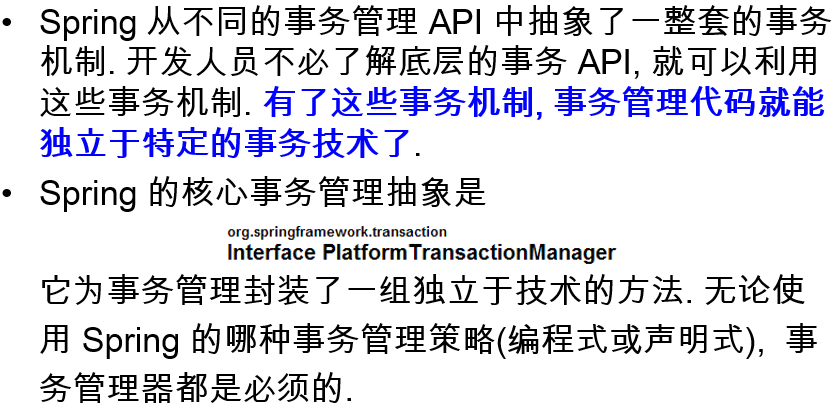 • Spring 从不同的事务管理 API 中抽象了一整套的事务
机制. 开发人员不必了解底层的事务 API, 就可以利用
这些事务机制. 有了这些事务机制, 事务管理代码就能
独立于特定的事务技术了.
• Spring 的核心事务管理抽象是
org.springframework.transaction
Interface PlatformTransactionManager
它为事务管理封装了一组独立于技术的方法. 无论使
用 Spring 的哪种事务管理策略(编程式或声明式), 事
务管理器都是必须的.